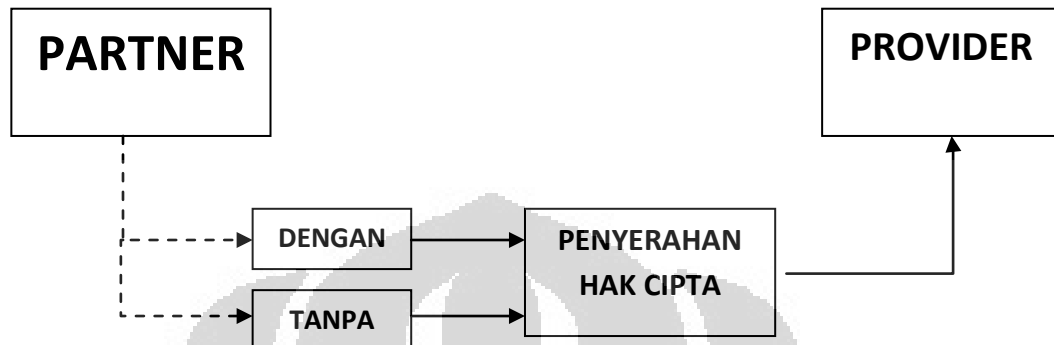 PARTNER
PROVIDER
DENGAN
PENYERAHAN
HAK CIPTA
TANPA